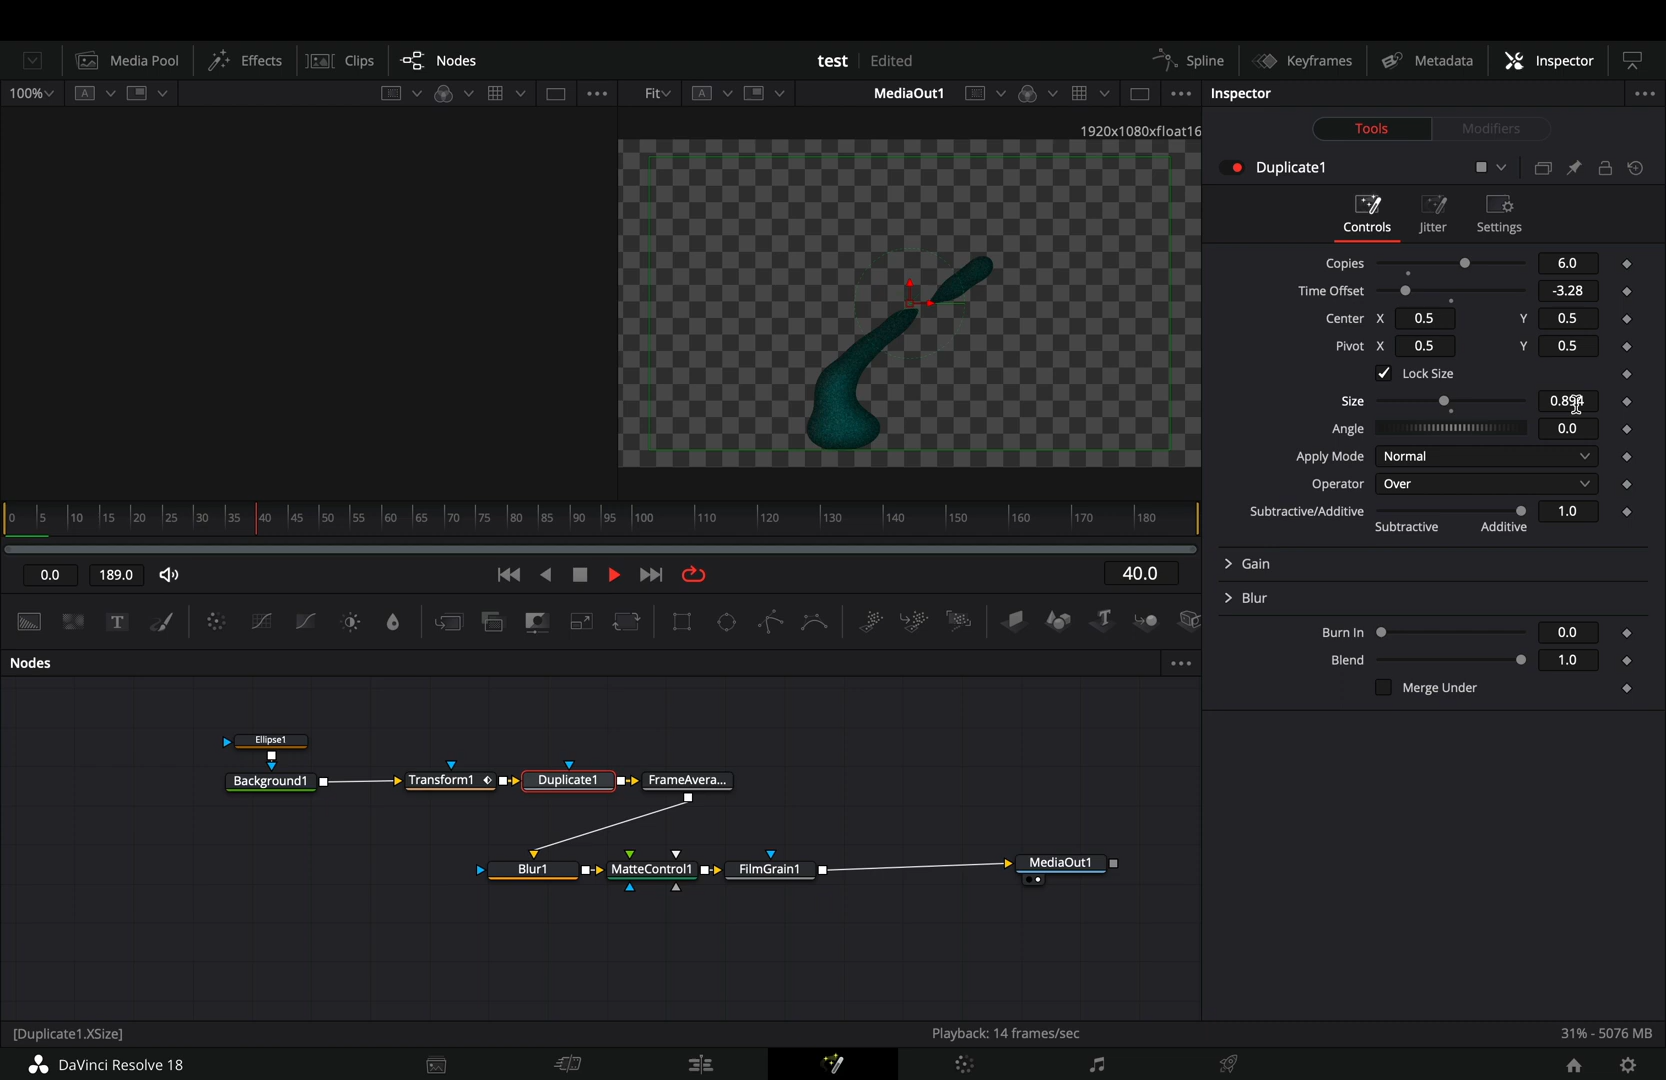 Media Pool Effects Clips Nodes test Edited Spline Keyframes Metadata Inspector
100% A Fit A MediaOut1 Inspector
1920x1080xfloat16
Tools Modifiers
Duplicate1
Controls Jitter Settings
Copies 6.0
Time Offset -3.28
Center X 0.5 Y 0.5
Pivot X 0.5 Y 0.5
Lock Size
Size 0.894
Angle 0.0
Apply Mode Normal
Operator Over
Subtractive/Additive 1.0
Subtractive Additive
Gain
Blur
Burn In 0.0
Blend 1.0
Merge Under
0 5 10 15 20 25 30 35 40 45 50 55 60 65 70 75 80 85 90 95 100 110 120 130 140 150 160 170 180
0.0 189.0 40.0
T T
Nodes
Ellipse1
Background1 Transform1 Duplicate1 FrameAvera...
Blur1 MatteControl1 FilmGrain1 MediaOut1
[Duplicate1.XSize] Playback: 14 frames/sec 31% - 5076 MB
DaVinci Resolve 18